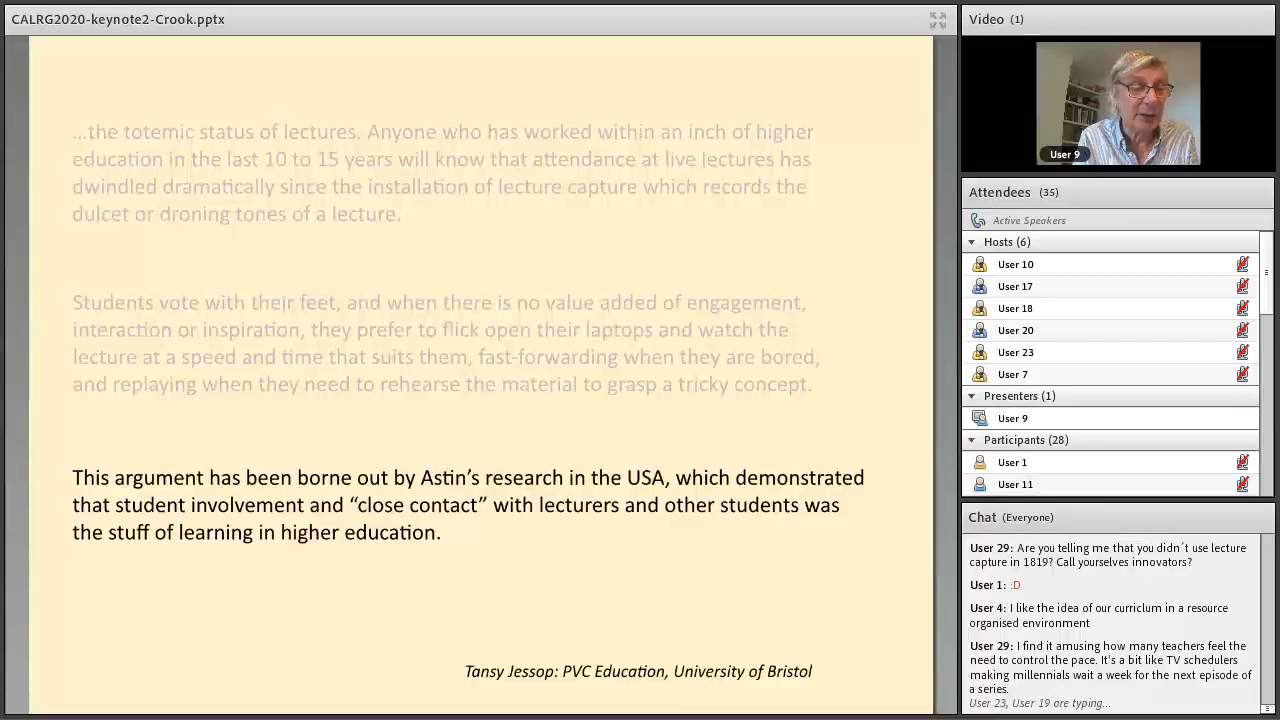 CALRG2020-keynote2-Crook.pptx
...the totemic status of lectures. Anyone who has worked within an inch of higher
education in the last 10 to 15 years will know that attendance at live lectures has
dwindled dramatically since the installation of lecture capture which records the
dulcet or droning tones of a lecture.
Students vote with their feet, and when there is no value added of engagement,
interaction or inspiration, they prefer to flick open their laptops and watch the
lecture at a speed and time that suits them, fast-forwarding when they are bored,
and replaying when they need to rehearse the material to grasp a tricky concept.
This argument has been borne out by Astin’s research in the USA, which demonstrated
that student involvement and “close contact” with lecturers and other students was
the stuff of learning in higher education.
Tansy Jessop: PVC Education, University of Bristol
Video (1)
User 9
Attendees (35)
Active Speakers
Hosts (6)
User 10
User 17
User 18
User 20
User 23
User 7
Presenters (1)
User 9
Participants (28)
User 1
User 11
Chat (Everyone)
User 29: Are you telling me that you didn´t use lecture
capture in 1819? Call yourselves innovators?
User 1: :D
User 4: I like the idea of our curriclum in a resource
organised environment
User 29: I find it amusing how many teachers feel the
need to control the pace. It's a bit like TV schedulers
making millennials wait a week for the next episode of
a series.
User 23, User 19 are typing...